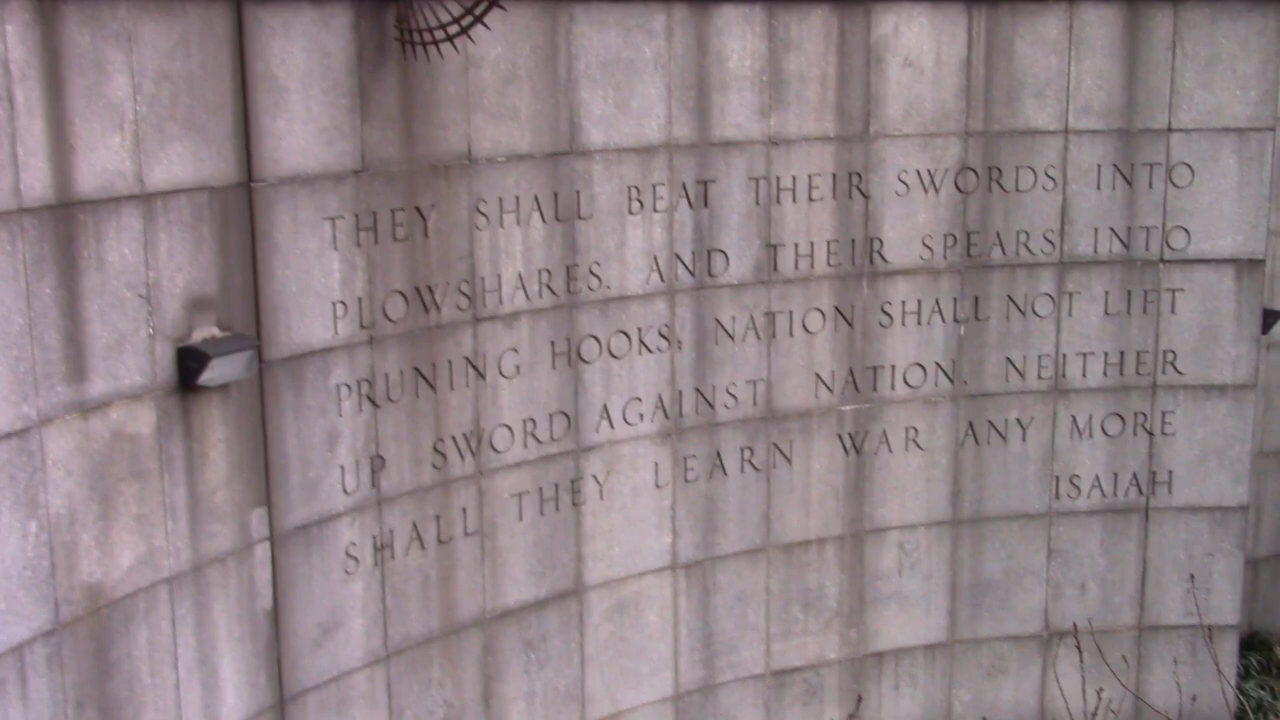 THEY SHALL BEAT THEIR SWORDS INTO
PLOWSHARES. AND THEIR SPEARS INTO
PRUNING HOOKS; NATION SHALL NOT LIFT
UP SWORD AGAINST NATION. NEITHER
SHALL THEY LEARN WAR ANY MORE
ISAIAH